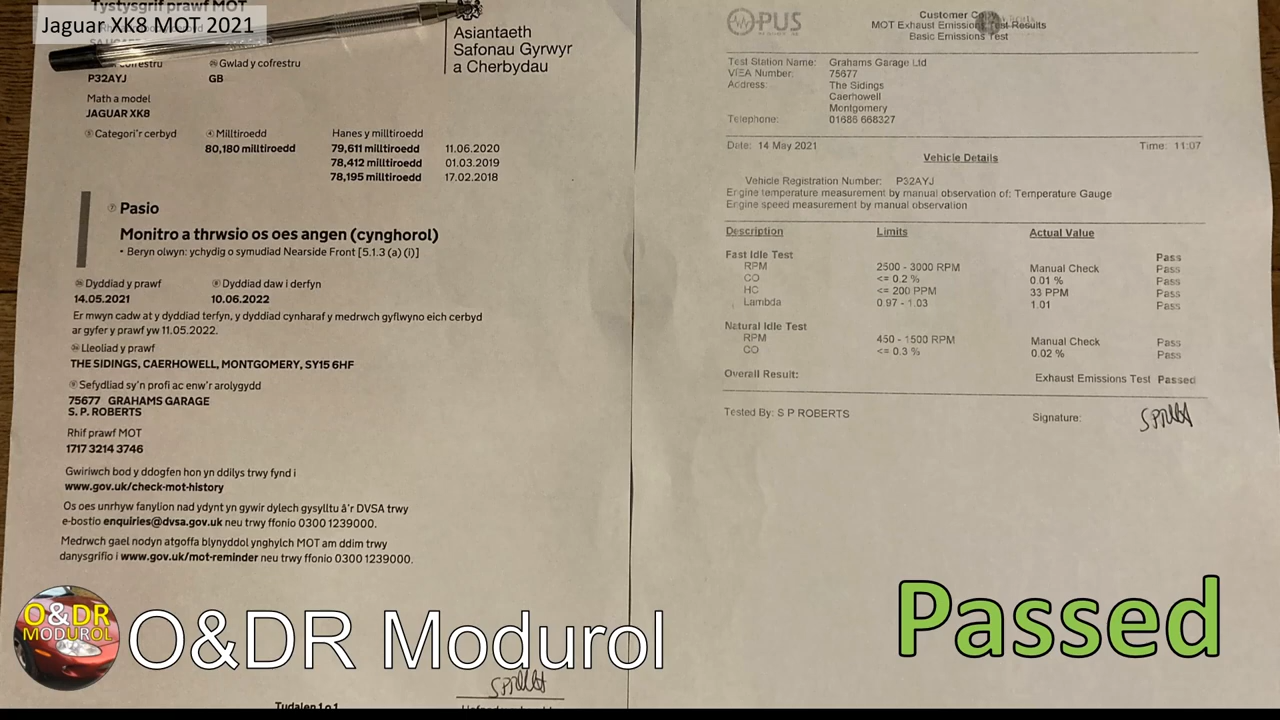 Tystysgrif prawf MOT
Jaguar XK8 MOT 2021
Asiantaeth
Safonau Gyrwyr
a Cherbydau
cofrestru Gwlad y cofrestru
P32AYJ GB
Math a model
JAGUAR XK8
Categori'r cerbyd Milltiroedd Hanes y milltiroedd
80,180 milltiroedd 79,611 milltiroedd 11.06.2020
78,412 milltiroedd 01.03.2019
78,195 milltiroedd 17.02.2018
Pasio
Monitro a thrwsio os oes angen (cynghorol)
• Beryn olwyn: ychydig o symudiad Nearside Front [5.1.3 (a) (i)]
Dyddiad y prawf Dyddiad daw i derfyn
14.05.2021 10.06.2022
Er mwyn cadw at y dyddiad terfyn, y dyddiad cynharaf y medrwch gyflwyno eich cerbyd
ar gyfer y prawf yw 11.05.2022.
Lleoliad y prawf
THE SIDINGS, CAERHOWELL, MONTGOMERY, SY15 6HF
Sefydliad sy'n profi ac enw'r arolygydd
75677 GRAHAMS GARAGE
S. P. ROBERTS
Rhif prawf MOT
1717 3214 3746
Gwiriwch bod y ddogfen hon yn ddilys trwy fynd i
www.gov.uk/check-mot-history
Os oes unrhyw fanylion nad ydynt yn gywir dylech gysylltu â'r DVSA trwy
e-bostio enquiries@dvsa.gov.uk neu trwy ffonio 0300 1239000.
Medrwch gael nodyn atgoffa blynyddol ynghylch MOT am ddim trwy
danysgrifio i www.gov.uk/mot-reminder neu trwy ffonio 0300 1239000.
Tudalen 1 o 1
OPUS
Customer
MOT Exhaust Emissions Test Results
Basic Emissions Test
Test Station Name: Grahams Garage Ltd
Number: 75677
Address: The Sidings
Caerhowell
Montgomery
Telephone: 01686 668327
Date: 14 May 2021 Time: 11:07
Vehicle Details
Vehicle Registration Number: P32AYJ
Engine temperature measurement by manual observation of: Temperature Gauge
Engine speed measurement by manual observation
Description Limits Actual Value
Fast Idle Test Pass
RPM 2500 - 3000 RPM Manual Check Pass
CO <= 0.2 % 0.01 % Pass
HC <= 200 PPM 33 PPM Pass
Lambda 0.97 - 1.03 1.01 Pass
Natural Idle Test
RPM 450 - 1500 RPM Manual Check Pass
CO <= 0.3 % 0.02 % Pass
Overall Result: Exhaust Emissions Test Passed
Tested By: S P ROBERTS Signature:
O&DR
MODUROL
O&DR Modurol
Passed